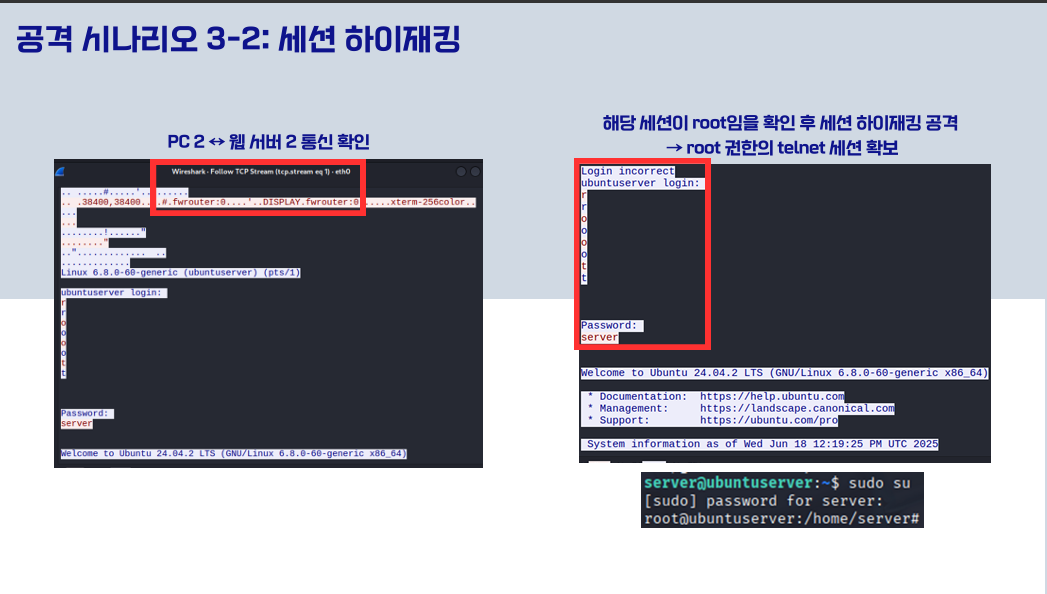 공격 시나리오 3-2: 세션 하이재킹
PC 2 ↔ 웹 서버 2 통신 확인
Wireshark · Follow TCP Stream (tcp.stream eq 1) · eth0
.. .....#.....'..........
.. .38400,38400....#.fwrouter:0....'..DISPLAY.fwrouter:0.....xterm-256color..
...
...
........!......"
........"
..".............. ..
.............
Linux 6.8.0-60-generic (ubuntuserver) (pts/1)
ubuntuserver login:
r
r
o
o
o
o
t
t
Password:
server
Welcome to Ubuntu 24.04.2 LTS (GNU/Linux 6.8.0-60-generic x86_64)
해당 세션이 root임을 확인 후 세션 하이재킹 공격
→ root 권한의 telnet 세션 확보
Login incorrect
ubuntuserver login:
r
r
o
o
o
o
t
t
Password:
server
Welcome to Ubuntu 24.04.2 LTS (GNU/Linux 6.8.0-60-generic x86_64)
* Documentation: https://help.ubuntu.com
* Management: https://landscape.canonical.com
* Support: https://ubuntu.com/pro
System information as of Wed Jun 18 12:19:25 PM UTC 2025
server@ubuntuserver:~$ sudo su
[sudo] password for server:
root@ubuntuserver:/home/server#